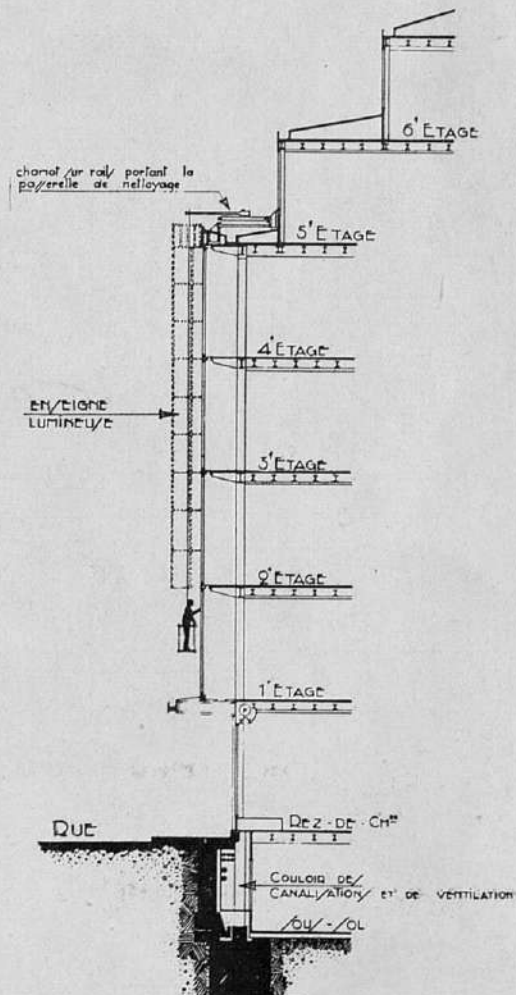 6ᵉ ETAGE
chariot sur rails portant la
passerelle de nettoyage
5ᵉ ETAGE
4ᵉ ETAGE
ENSEIGNE
LUMINEUSE
3ᵉ ETAGE
2ᵉ ETAGE
1ᵉ ETAGE
RUE
REZ-DE-CHᵉᵉ
COULOIR DES
CANALISATIONS ET DE VENTILATION
SOUS-SOL